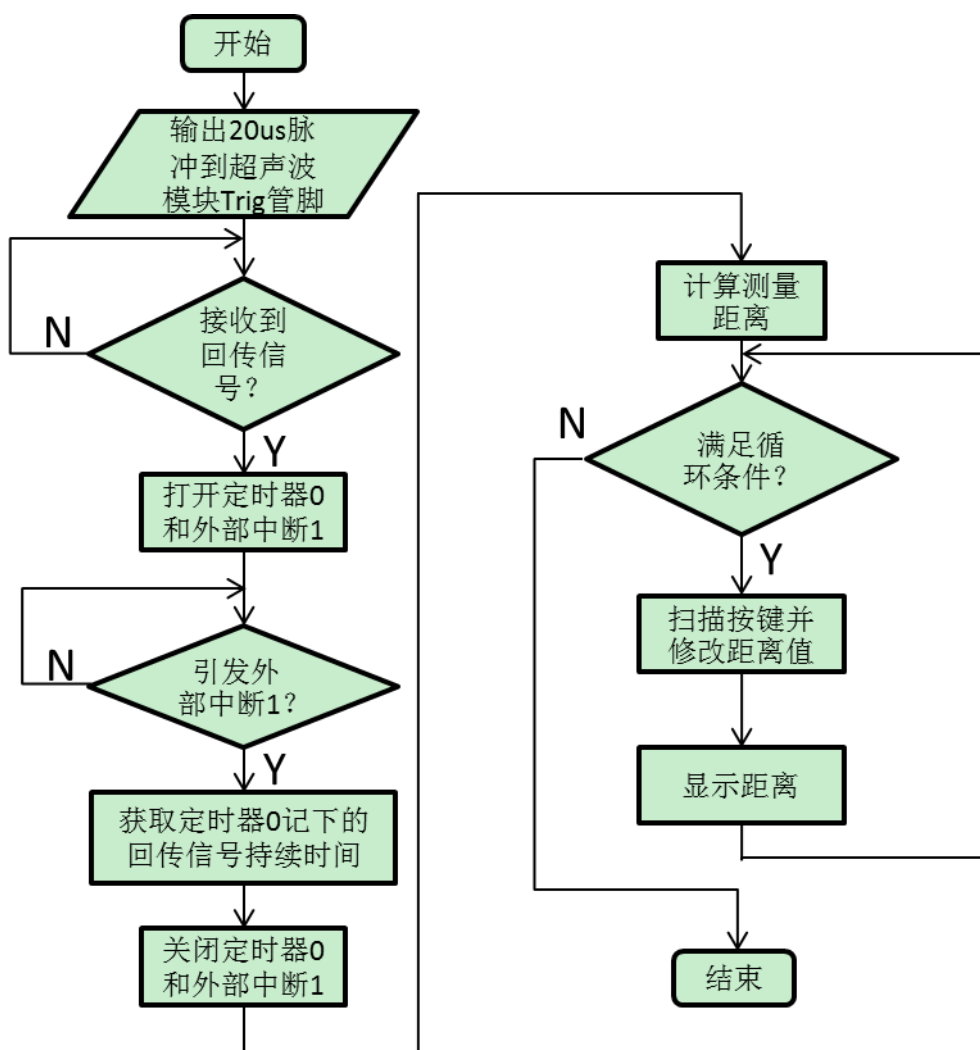 开始
输出20us脉
冲到超声波
模块Trig管脚
N
接收到
回传信
号?
Y
打开定时器0
和外部中断1
N
引发外
部中断1?
Y
获取定时器0记下的
回传信号持续时间
关闭定时器0
和外部中断1
计算测量
距离
N
满足循
环条件?
Y
扫描按键并
修改距离值
显示距离
结束